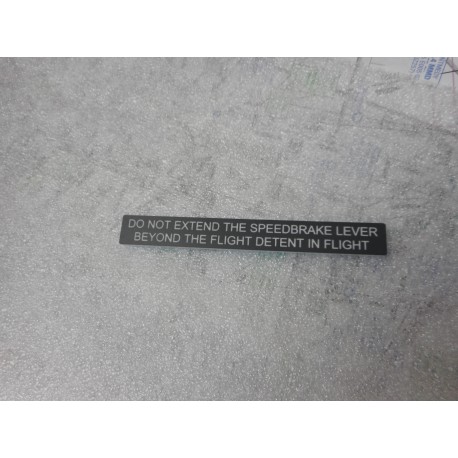 DO NOT EXTEND THE SPEEDBRAKE LEVER
BEYOND THE FLIGHT DETENT IN FLIGHT